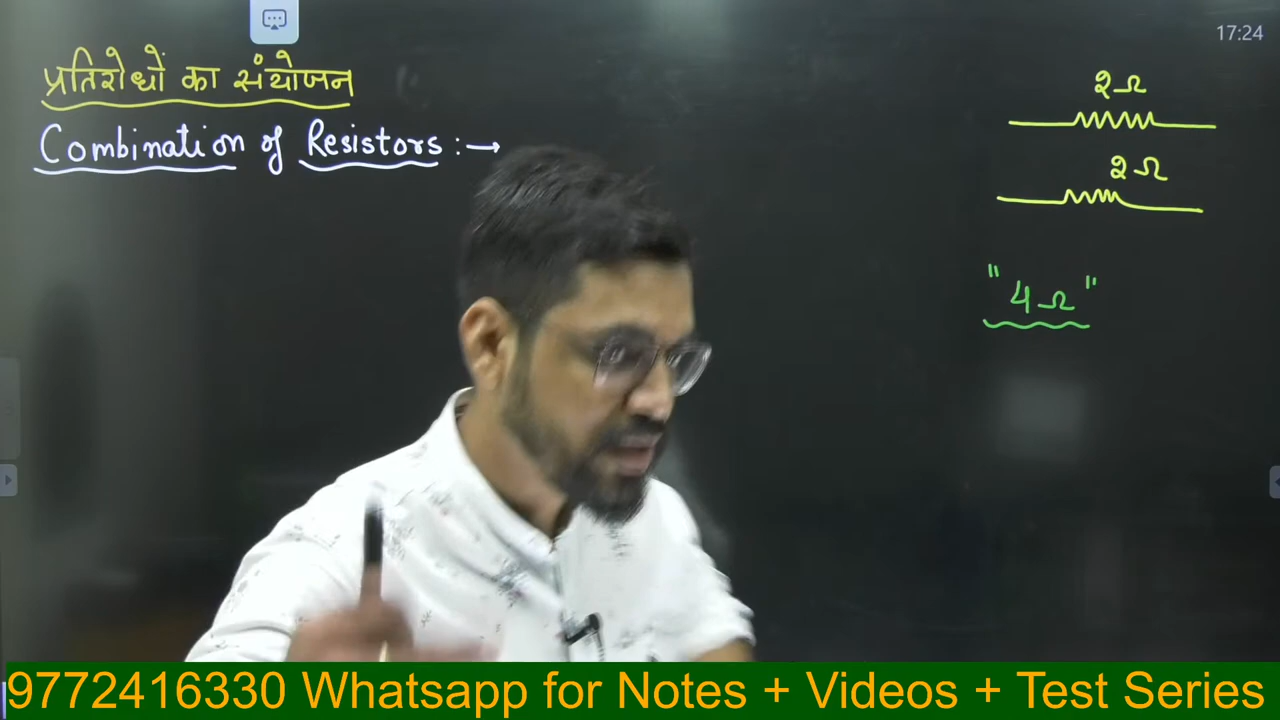 17:24
प्रतिरोधों का संयोजन
Combination of Resistors :→
2Ω
2Ω
"4Ω"
9772416330 Whatsapp for Notes + Videos + Test Series